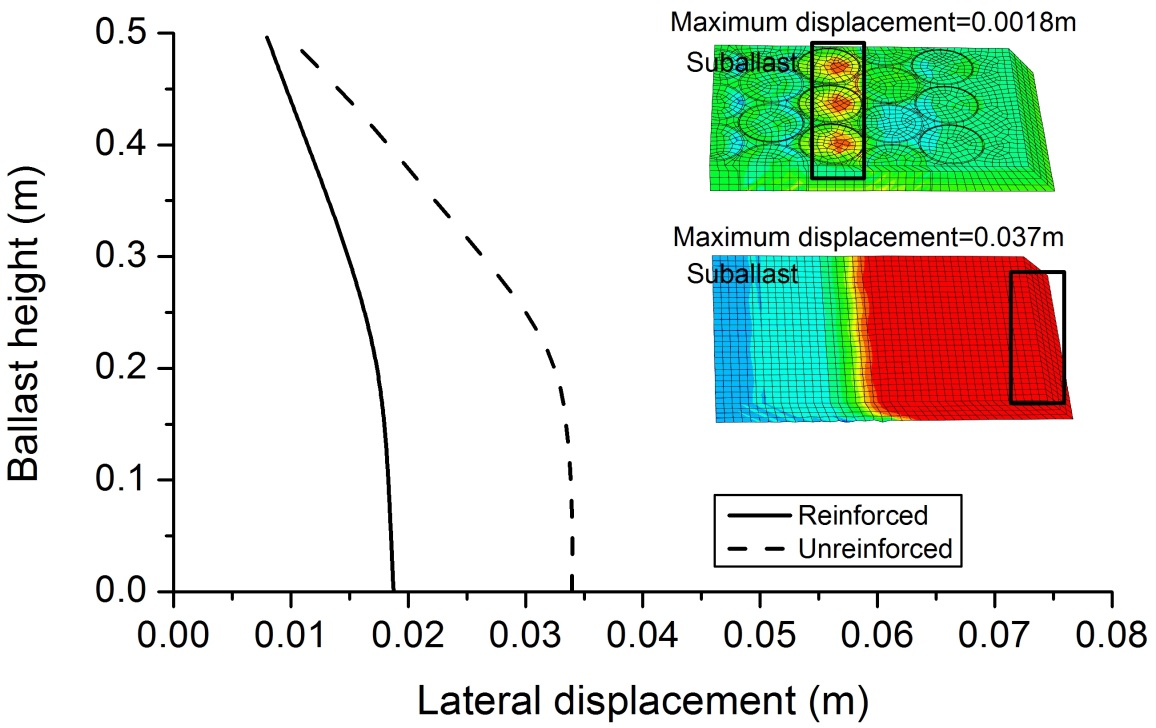 Maximum displacement=0.0018m
Suballast
Maximum displacement=0.037m
Suballast
Reinforced
Unreinforced
Ballast height (m)
0.5
0.4
0.3
0.2
0.1
0.0
0.00 0.01 0.02 0.03 0.04 0.05 0.06 0.07 0.08
Lateral displacement (m)